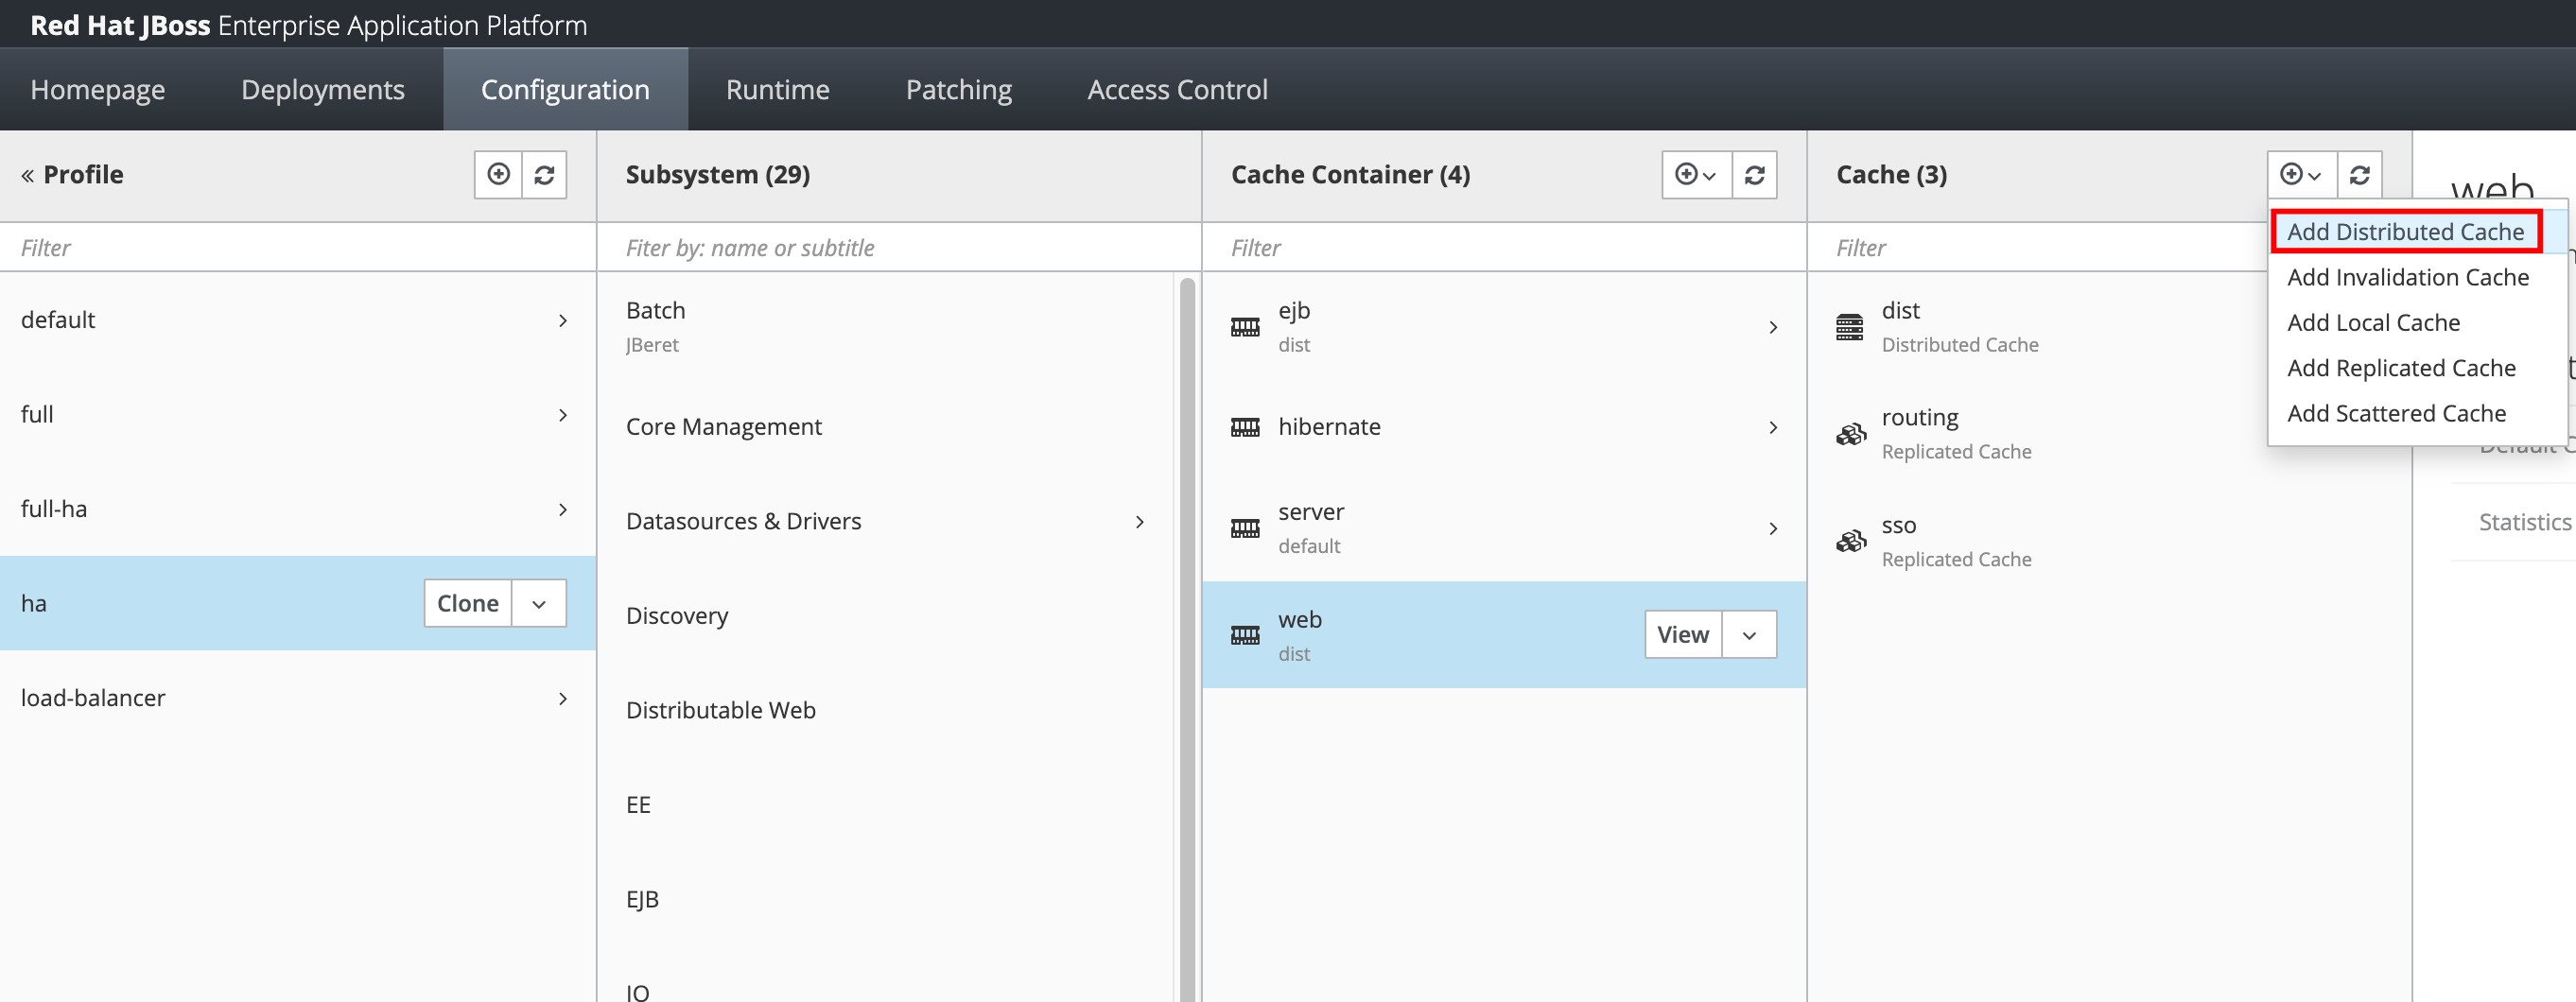 Red Hat JBoss Enterprise Application Platform
Homepage Deployments Configuration Runtime Patching Access Control
« Profile
Filter
default
full
full-ha
ha Clone
load-balancer
Subsystem (29)
Fiter by: name or subtitle
Batch
JBeret
Core Management
Datasources & Drivers
Discovery
Distributable Web
EE
EJB
IO
Cache Container (4)
Filter
ejb
dist
hibernate
server
default
web
dist
View
Cache (3)
Filter
dist
Distributed Cache
routing
Replicated Cache
sso
Replicated Cache
Add Distributed Cache
Add Invalidation Cache
Add Local Cache
Add Replicated Cache
Add Scattered Cache
web
Default C
Statistics